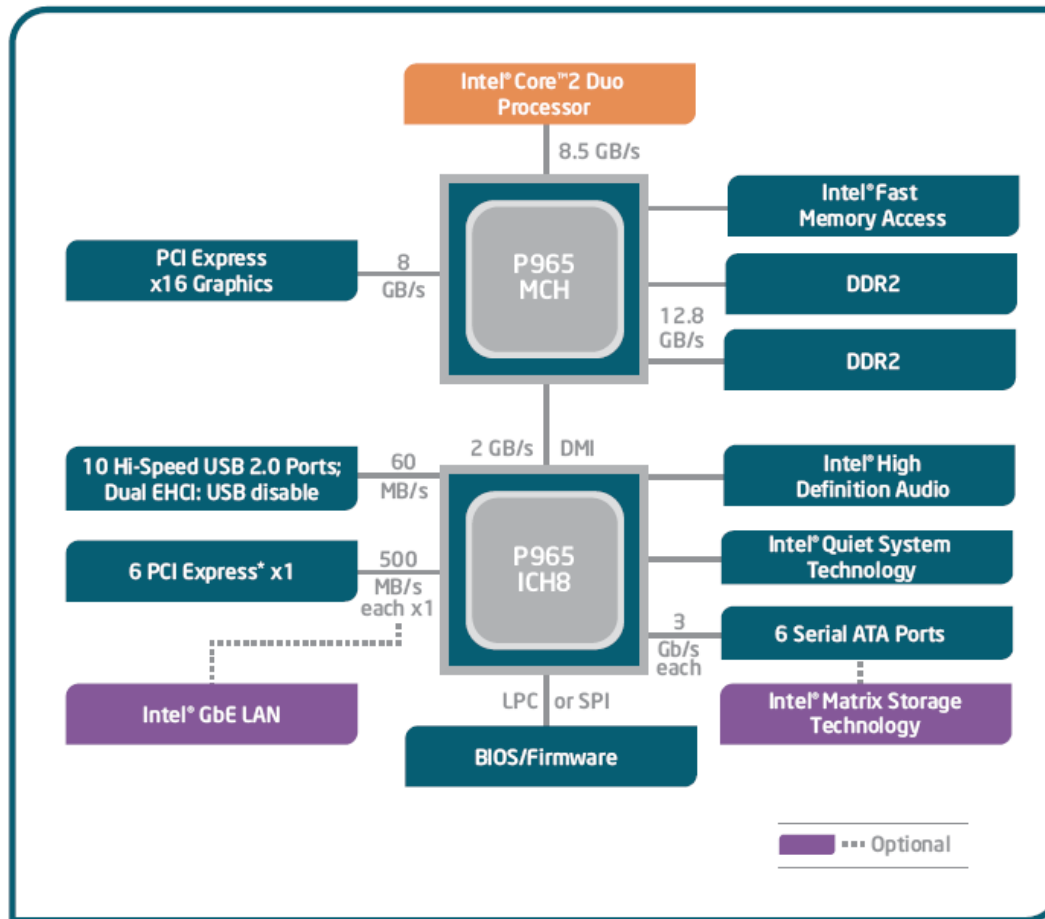 Intel® Core™2 Duo
Processor
8.5 GB/s
Intel® Fast
Memory Access
PCI Express
x16 Graphics
8
GB/s
P965
MCH
DDR2
12.8
GB/s
DDR2
2 GB/s DMI
10 Hi-Speed USB 2.0 Ports;
Dual EHCI: USB disable
60
MB/s
Intel® High
Definition Audio
P965
ICH8
Intel® Quiet System
Technology
6 PCI Express* x1
500
MB/s
each x1
3
Gb/s
each
6 Serial ATA Ports
Intel® GbE LAN
LPC or SPI
Intel® Matrix Storage
Technology
BIOS/Firmware
Optional